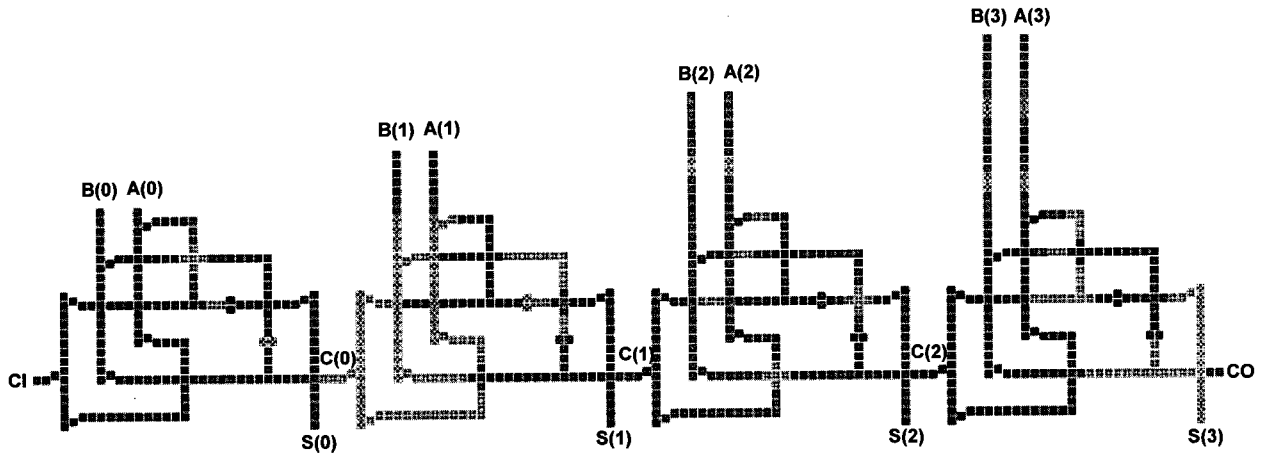 B(3) A(3)
B(2) A(2)
B(1) A(1)
B(0) A(0)
CI
C(0)
C(1)
C(2)
CO
S(0)
S(1)
S(2)
S(3)